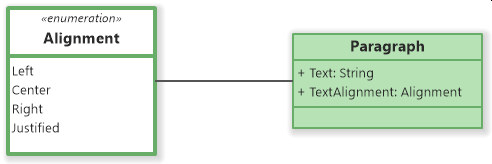 «enumeration»
Alignment
Left
Center
Right
Justified
Paragraph
+ Text: String
+ TextAlignment: Alignment